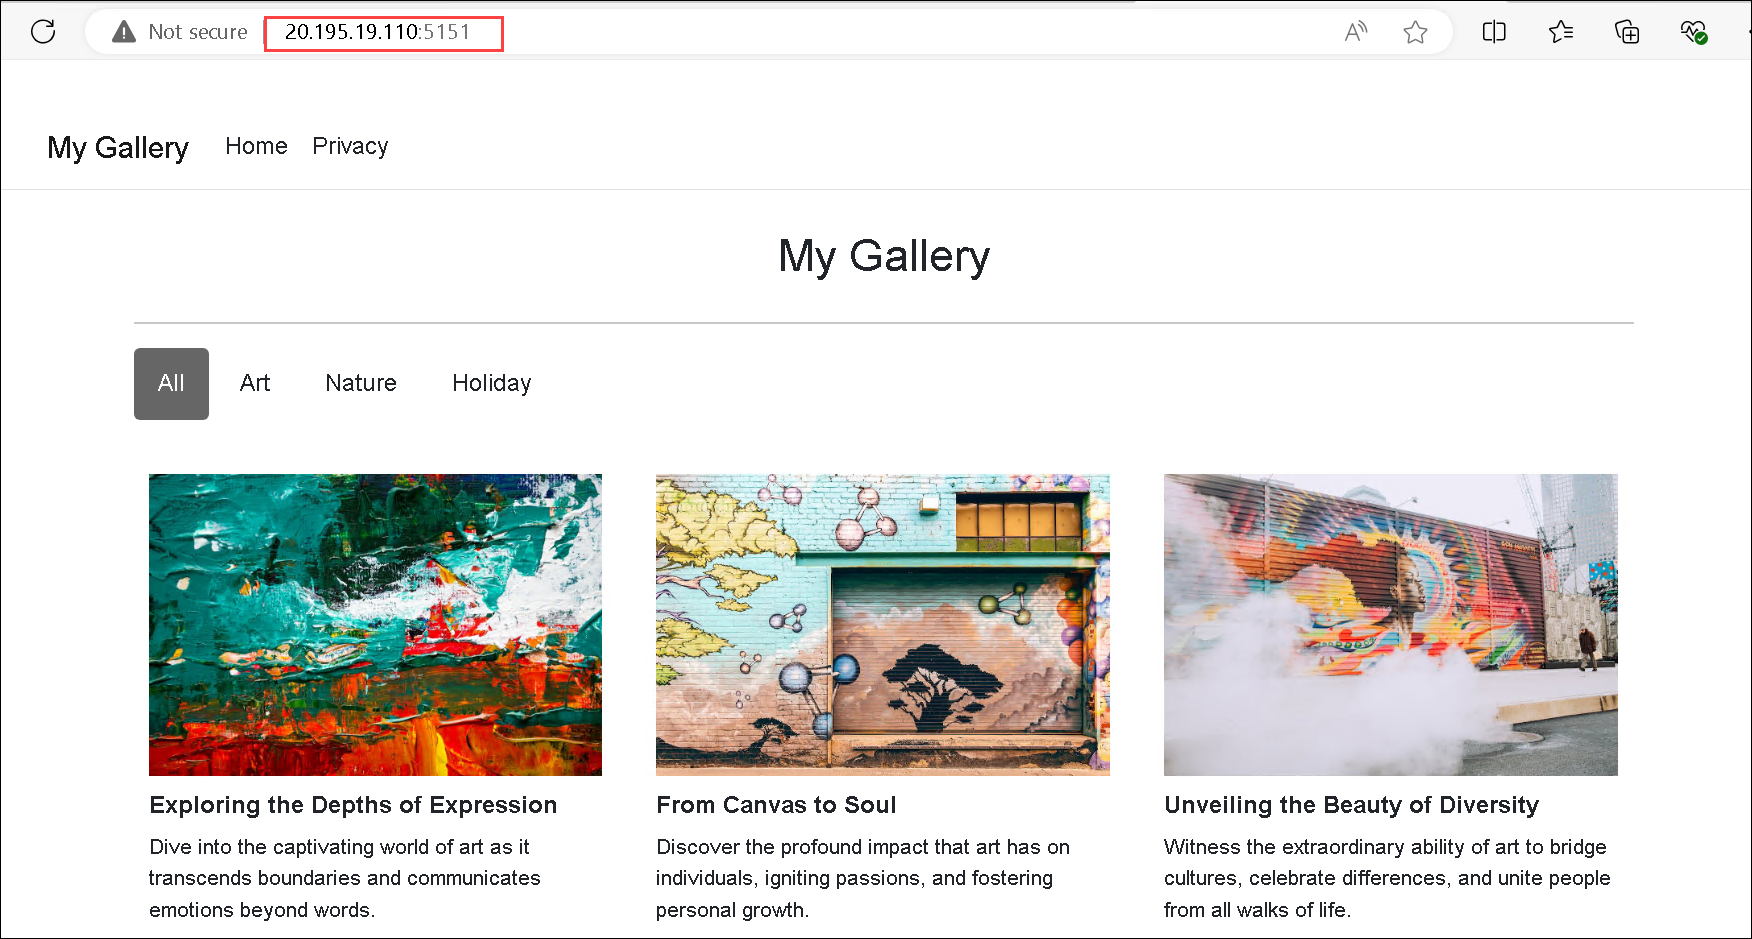 Not secure 20.195.19.110:5151
My Gallery Home Privacy
My Gallery
All Art Nature Holiday
Exploring the Depths of Expression
Dive into the captivating world of art as it
transcends boundaries and communicates
emotions beyond words.
From Canvas to Soul
Discover the profound impact that art has on
individuals, igniting passions, and fostering
personal growth.
Unveiling the Beauty of Diversity
Witness the extraordinary ability of art to bridge
cultures, celebrate differences, and unite people
from all walks of life.